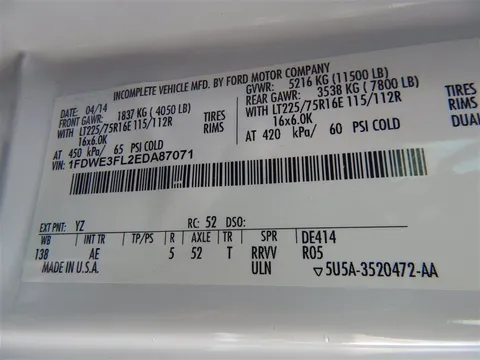 INCOMPLETE VEHICLE MFD. BY FORD MOTOR COMPANY
DATE: 04/14 GVWR: 5216 KG (11500 LB)
FRONT GAWR: 1837 KG (4050 LB) REAR GAWR: 3538 KG (7800 LB)
WITH LT225/75R16E 115/112R TIRES WITH LT225/75R16E 115/112R TIRES
16x6.0K RIMS 16x6.0K RIMS
AT 450 kPa/ 65 PSI COLD AT 420 kPa/ 60 PSI COLD DUAL
VIN: 1FDWE3FL2EDA87071
EXT PNT: YZ RC: 52 DSO:
WB INT TR TP/PS R AXLE TR SPR DE414
138 AE 5 52 T RRVV R05
MADE IN U.S.A. ULN ▽5U5A-3520472-AA